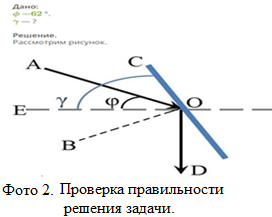 Дано:
φ —62 °.
γ — ?
Решение.
Рассмотрим рисунок.
C
A
E
γ
φ
O
B
D
Фото 2. Проверка правильности
решения задачи.